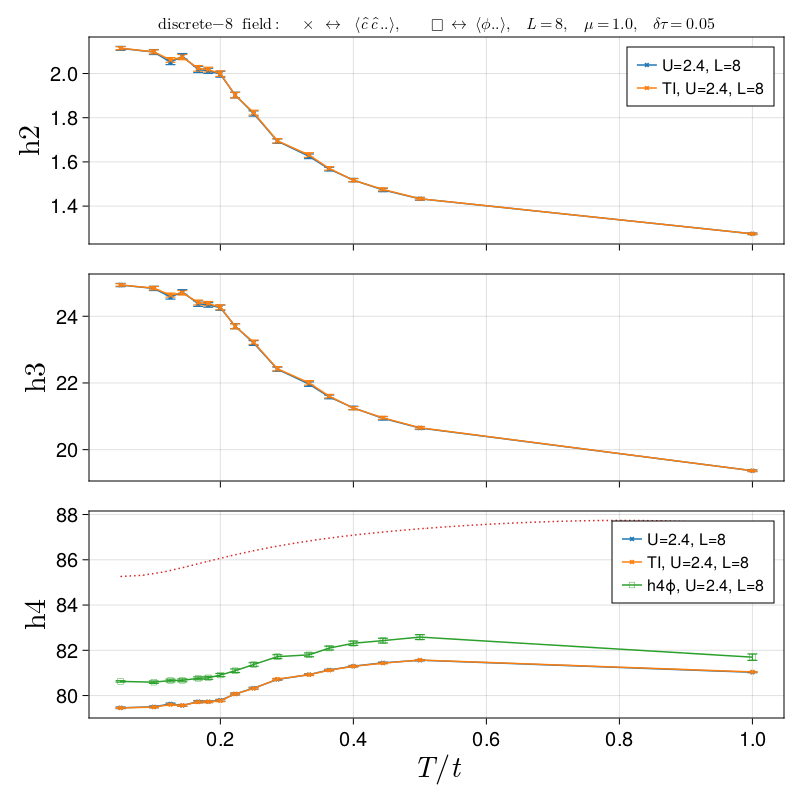 discrete−8 field :   × ↔ ⟨ĉ ĉ ..⟩,   □ ↔ ⟨ϕ..⟩,   L = 8,   μ = 1.0,   δτ = 0.05
h2
2.0
1.8
1.6
1.4
U=2.4, L=8
TI, U=2.4, L=8
h3
24
22
20
h4
88
86
84
82
80
U=2.4, L=8
TI, U=2.4, L=8
h4ϕ, U=2.4, L=8
0.2 0.4 0.6 0.8 1.0
T/t